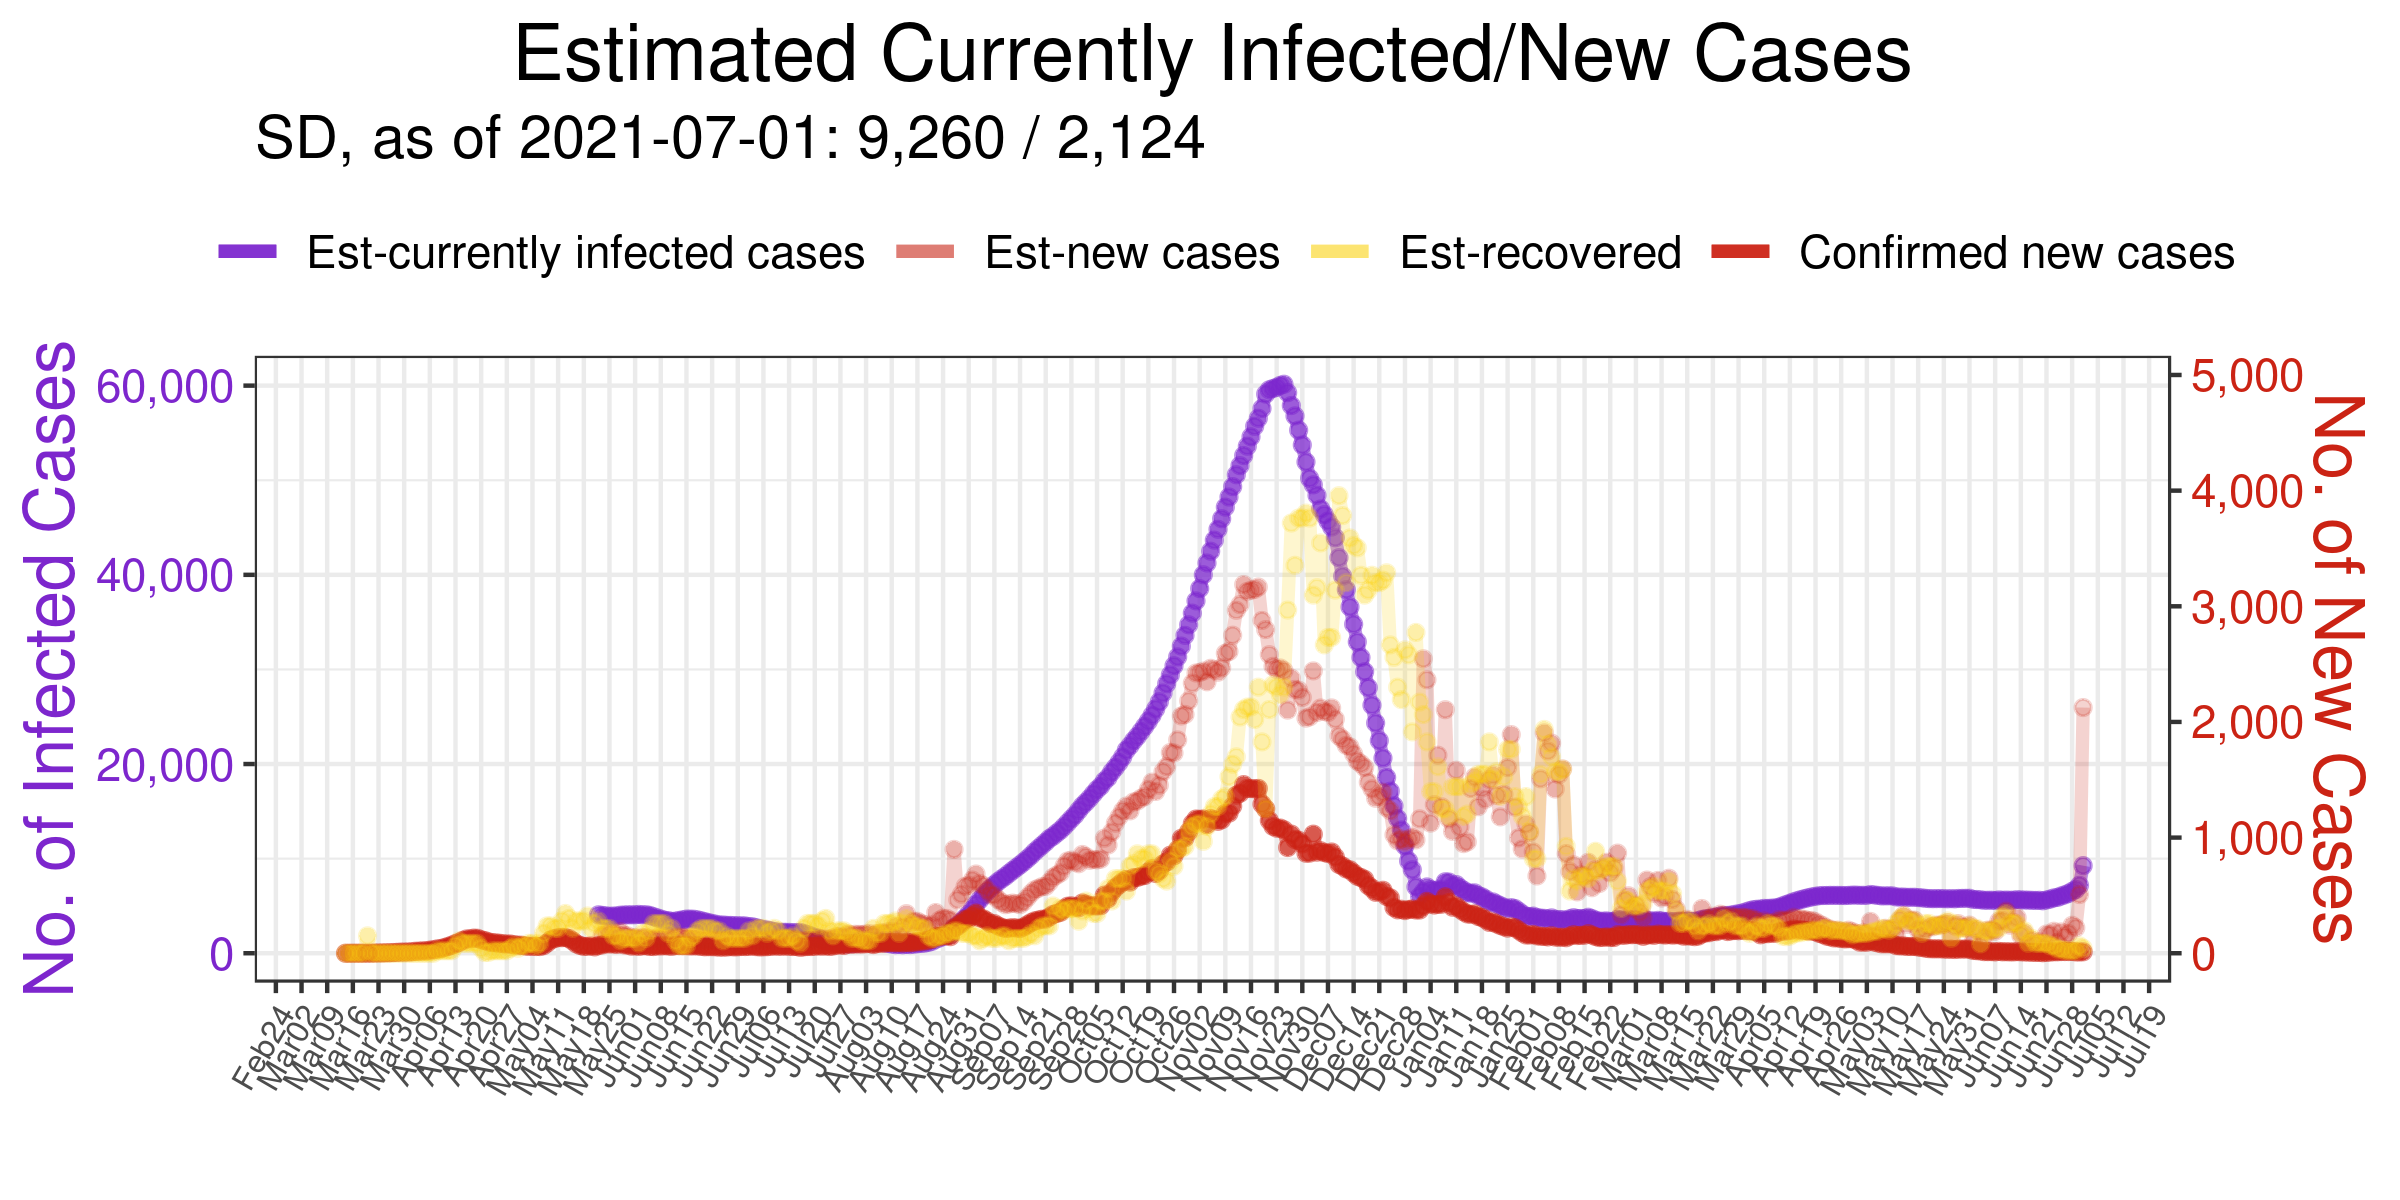 Estimated Currently Infected/New Cases
SD, as of 2021-07-01: 9,260 / 2,124
Est-currently infected cases Est-new cases Est-recovered Confirmed new cases
No. of Infected Cases
60,000
40,000
20,000
0
5,000
4,000
3,000
2,000
1,000
0
No. of New Cases
Feb24 Mar02 Mar09 Mar16 Mar23 Mar30 Apr06 Apr13 Apr20 Apr27 May04 May11 May18 May25 Jun01 Jun08 Jun15 Jun22 Jun29 Jul06 Jul13 Jul20 Jul27 Aug03 Aug10 Aug17 Aug24 Aug31 Sep07 Sep14 Sep21 Sep28 Oct05 Oct12 Oct19 Oct26 Nov02 Nov09 Nov16 Nov23 Nov30 Dec07 Dec14 Dec21 Dec28 Jan04 Jan11 Jan18 Jan25 Feb01 Feb08 Feb15 Feb22 Mar01 Mar08 Mar15 Mar22 Mar29 Apr05 Apr12 Apr19 Apr26 May03 May10 May17 May24 May31 Jun07 Jun14 Jun21 Jun28 Jul05 Jul12 Jul19